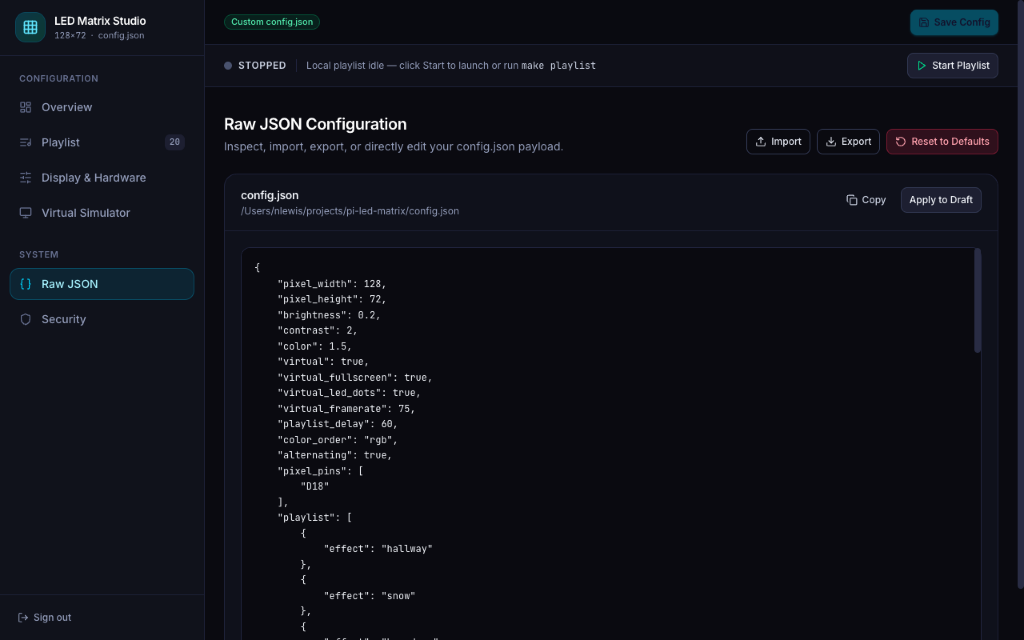 LED Matrix Studio
128×72 · config.json
CONFIGURATION
Overview
Playlist 20
Display & Hardware
Virtual Simulator
SYSTEM
Raw JSON
Security
Sign out
Custom config.json
Save Config
STOPPED
Local playlist idle — click Start to launch or run make playlist
Start Playlist
Raw JSON Configuration
Inspect, import, export, or directly edit your config.json payload.
Import
Export
Reset to Defaults
config.json
/Users/nlewis/projects/pi-led-matrix/config.json
Copy
Apply to Draft
{
"pixel_width": 128,
"pixel_height": 72,
"brightness": 0.2,
"contrast": 2,
"color": 1.5,
"virtual": true,
"virtual_fullscreen": true,
"virtual_led_dots": true,
"virtual_framerate": 75,
"playlist_delay": 60,
"color_order": "rgb",
"alternating": true,
"pixel_pins": [
"D18"
],
"playlist": [
{
"effect": "hallway"
},
{
"effect": "snow"
},
{